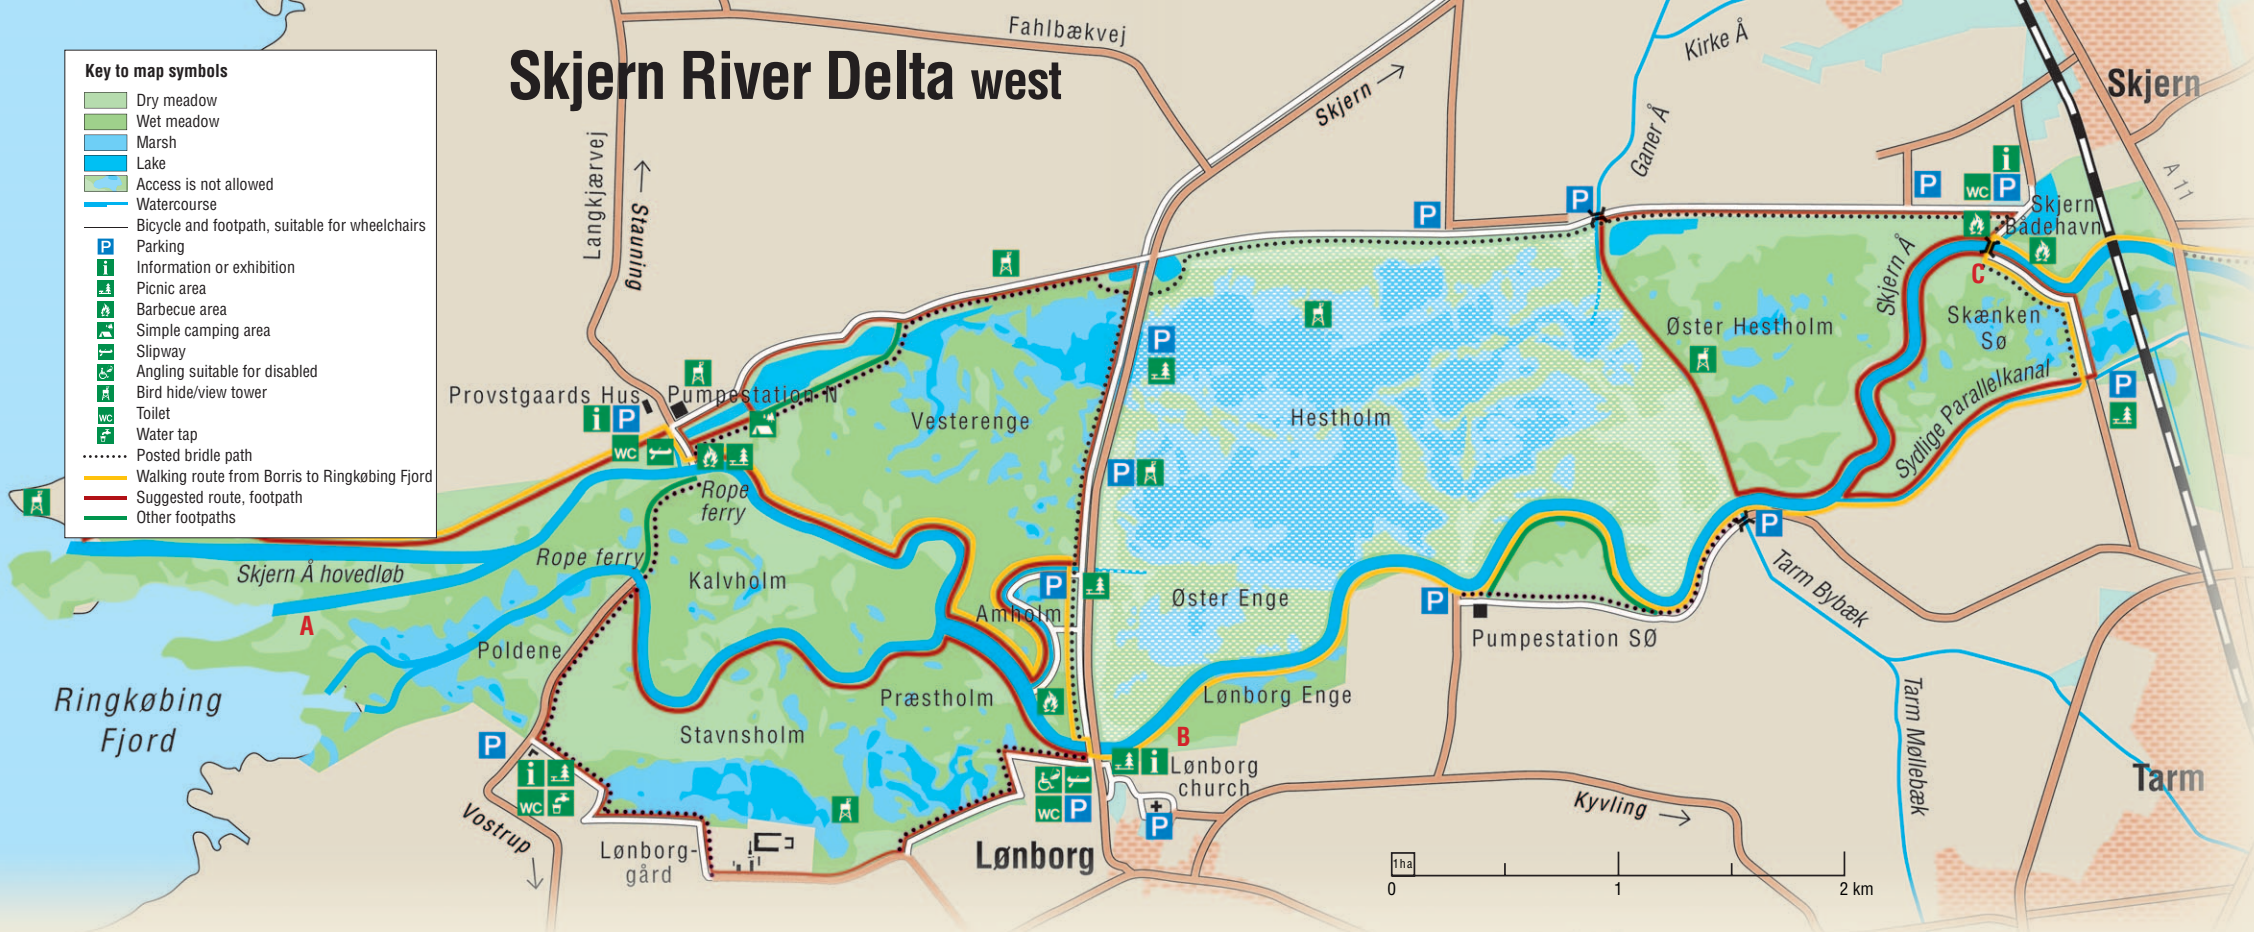 Skjern River Delta west
Key to map symbols
Dry meadow
Wet meadow
Marsh
Lake
Access is not allowed
Watercourse
Bicycle and footpath, suitable for wheelchairs
P Parking
i Information or exhibition
Picnic area
Barbecue area
Simple camping area
Slipway
Angling suitable for disabled
Bird hide/view tower
WC Toilet
Water tap
Posted bridle path
Walking route from Borris to Ringkøbing Fjord
Suggested route, footpath
Other footpaths
Fahlbækvej
Skjern
Kirke Å
Skjern
Ganer Å
A 11
Langkjærvej
Stauning
P
P
P
i
WC P
Skjern
Bådehavn
Skjern Å
C
Øster Hestholm
Skænken
Sø
Sydlige Parallelkanal
P
P
Provstgaards Hus
Pumpestation N
i P
WC
Vesterenge
Hestholm
P
Rope
ferry
Rope ferry
Skjern Å hovedløb
A
Kalvholm
P
Amholm
Øster Enge
P
Pumpestation SØ
P
Tarm Bybæk
Poldene
Præstholm
Lønborg Enge
Tarm Møllebæk
Ringkøbing
Fjord
Stavnsholm
B
P
i
WC
i
Lønborg
church
WC P
P
Vostrup
Lønborg-
gård
Lønborg
Kyvling
Tarm
1ha
0 1 2 km